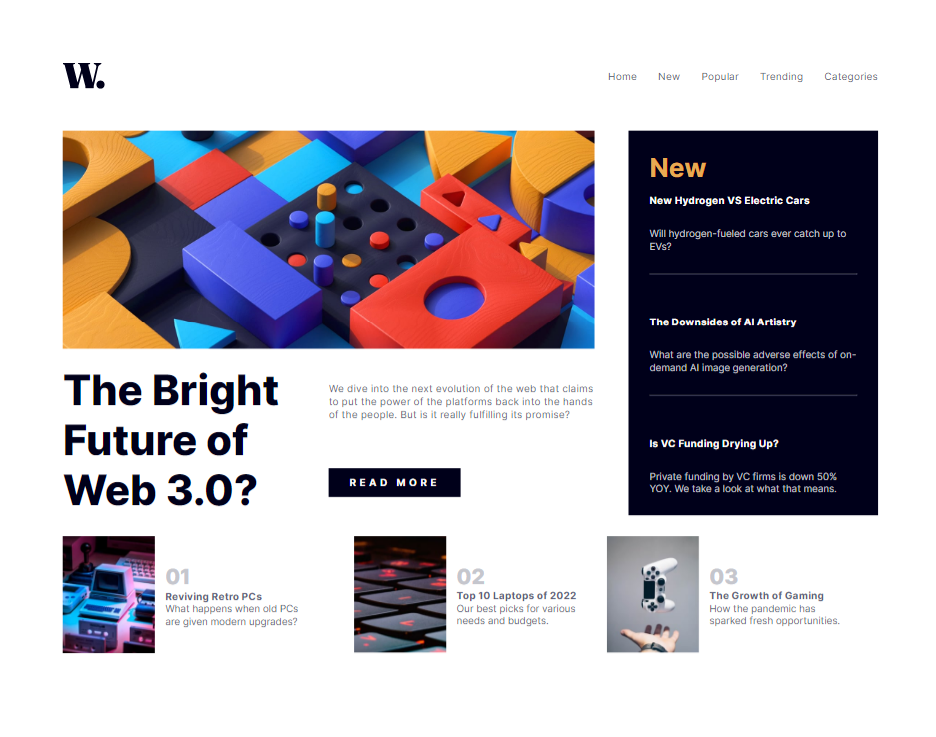 W.
Home New Popular Trending Categories
The Bright
Future of
Web 3.0?
We dive into the next evolution of the web that claims
to put the power of the platforms back into the hands
of the people. But is it really fulfilling its promise?
READ MORE
New
New Hydrogen VS Electric Cars
Will hydrogen-fueled cars ever catch up to
EVs?
The Downsides of AI Artistry
What are the possible adverse effects of on-
demand AI image generation?
Is VC Funding Drying Up?
Private funding by VC firms is down 50%
YOY. We take a look at what that means.
01
Reviving Retro PCs
What happens when old PCs
are given modern upgrades?
02
Top 10 Laptops of 2022
Our best picks for various
needs and budgets.
03
The Growth of Gaming
How the pandemic has
sparked fresh opportunities.